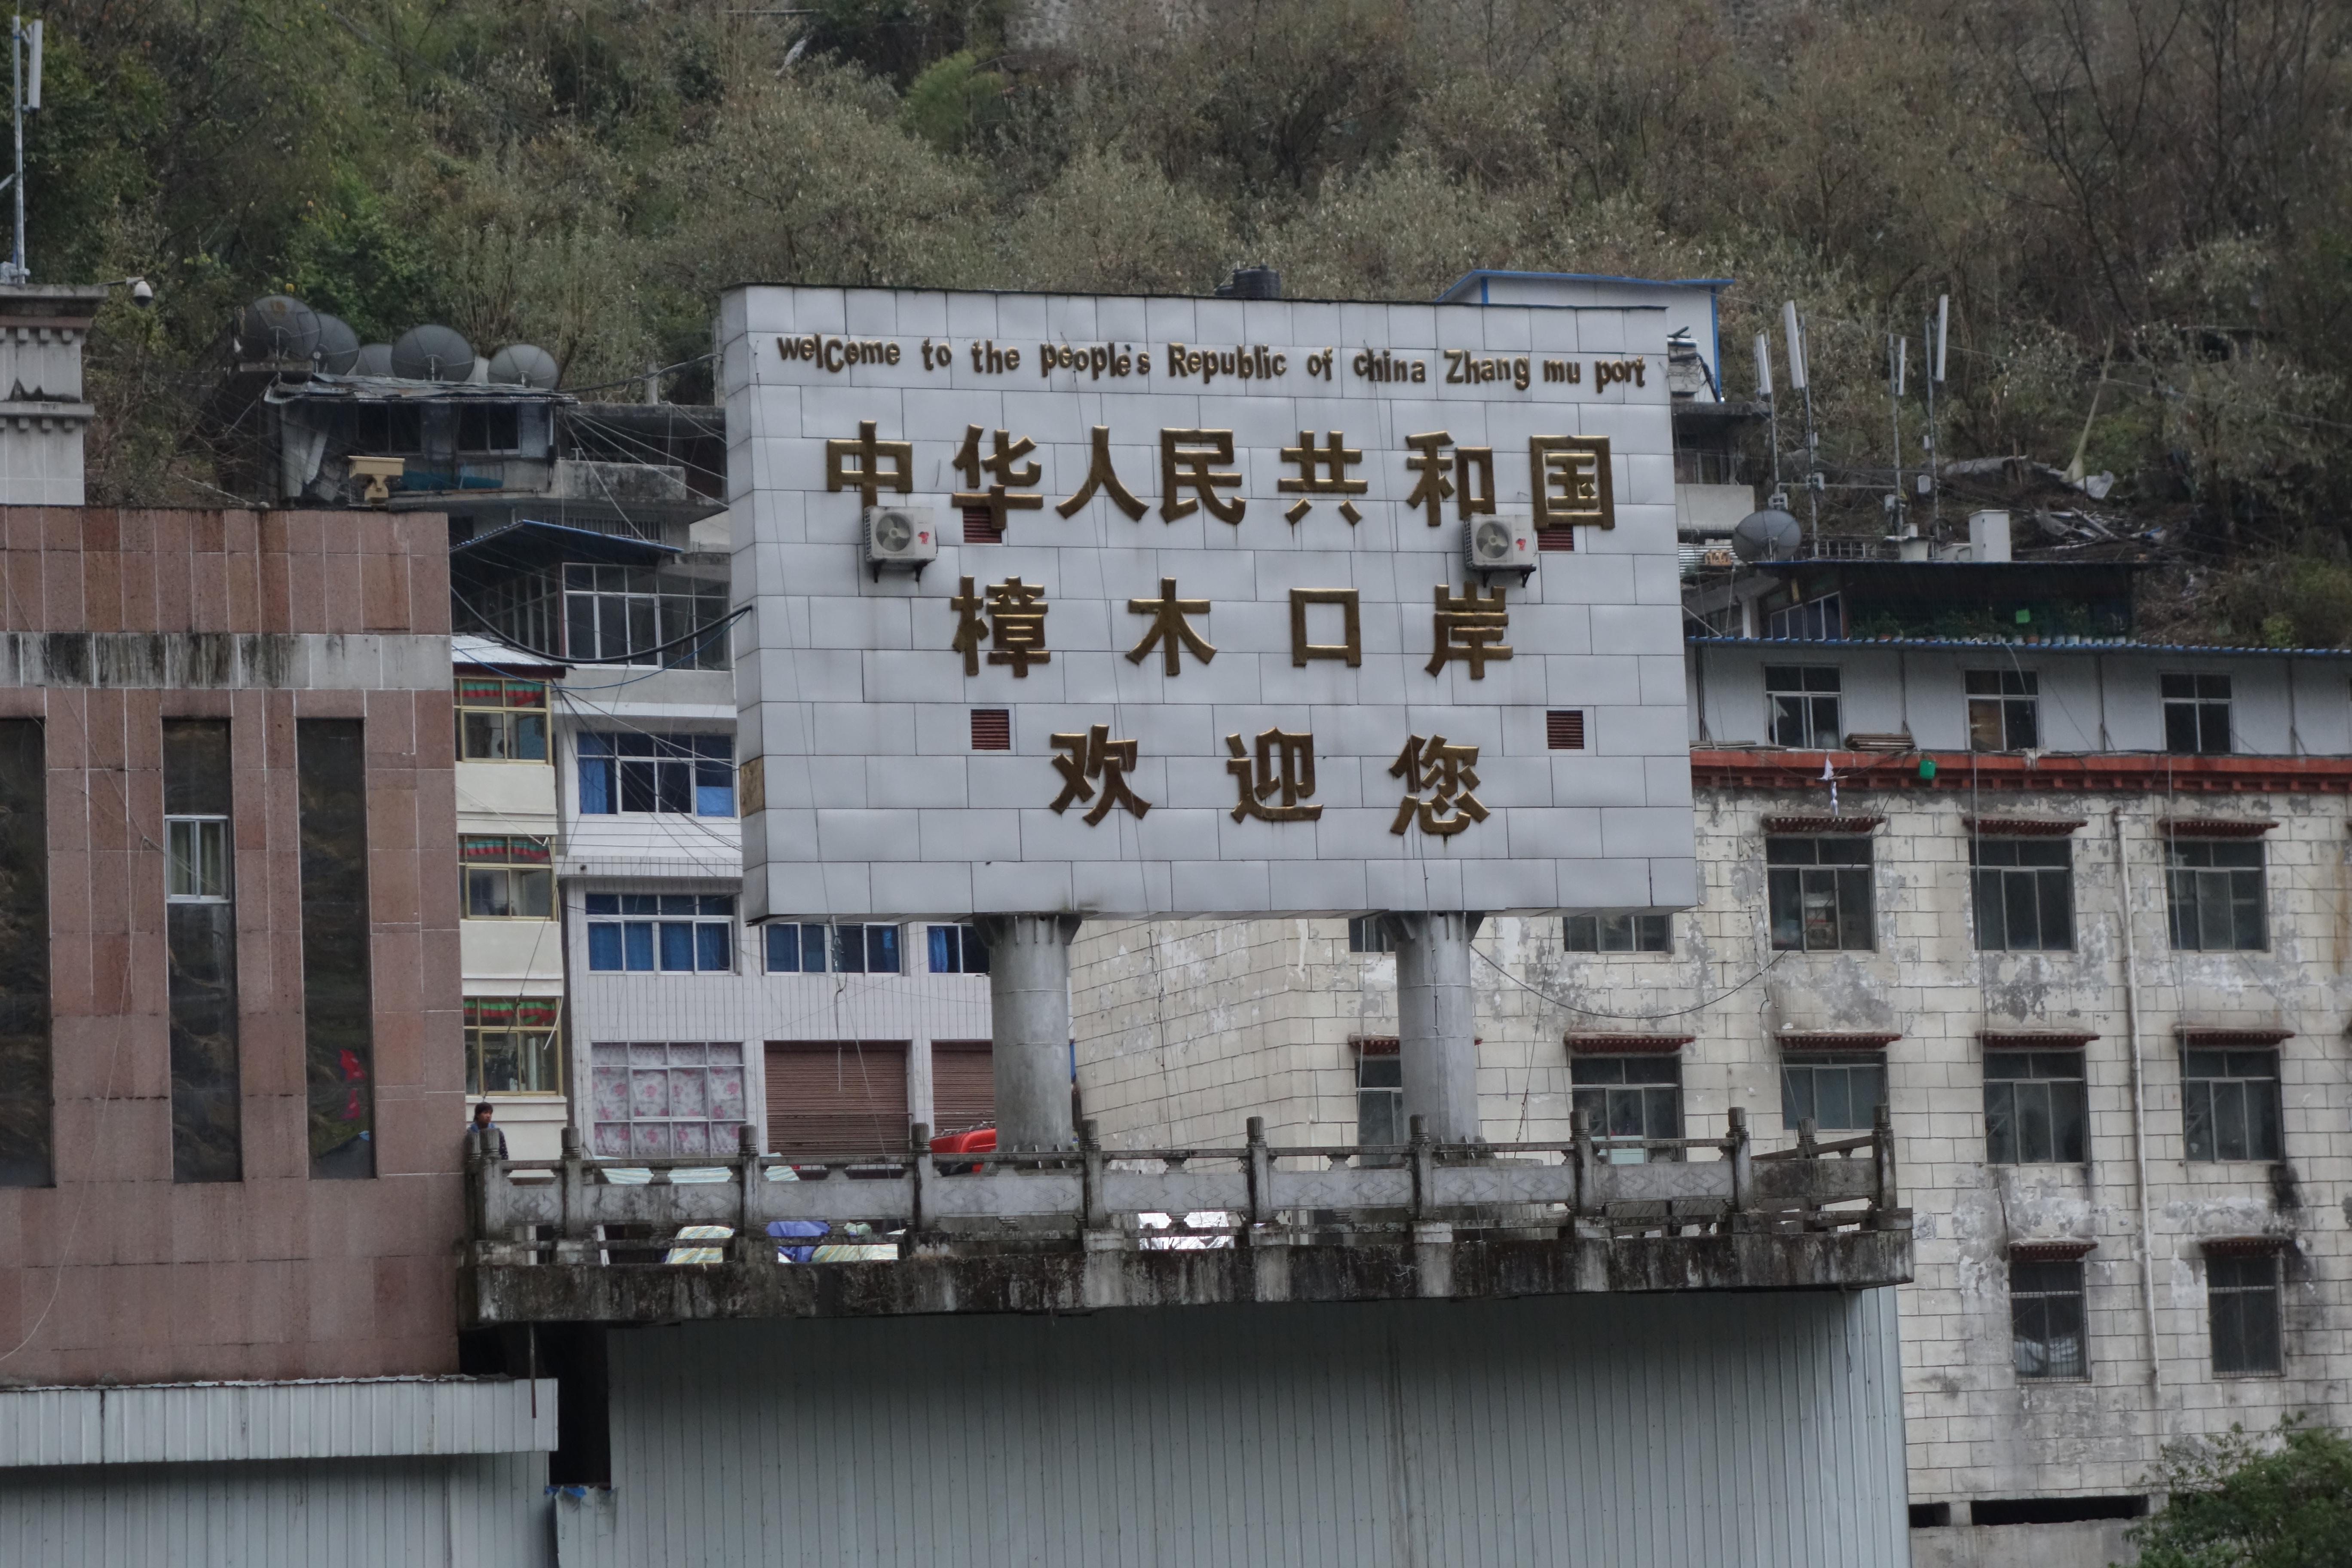 welCome to the people's Republic of china Zhang mu port
中华人民共和国
樟木口岸
欢迎您